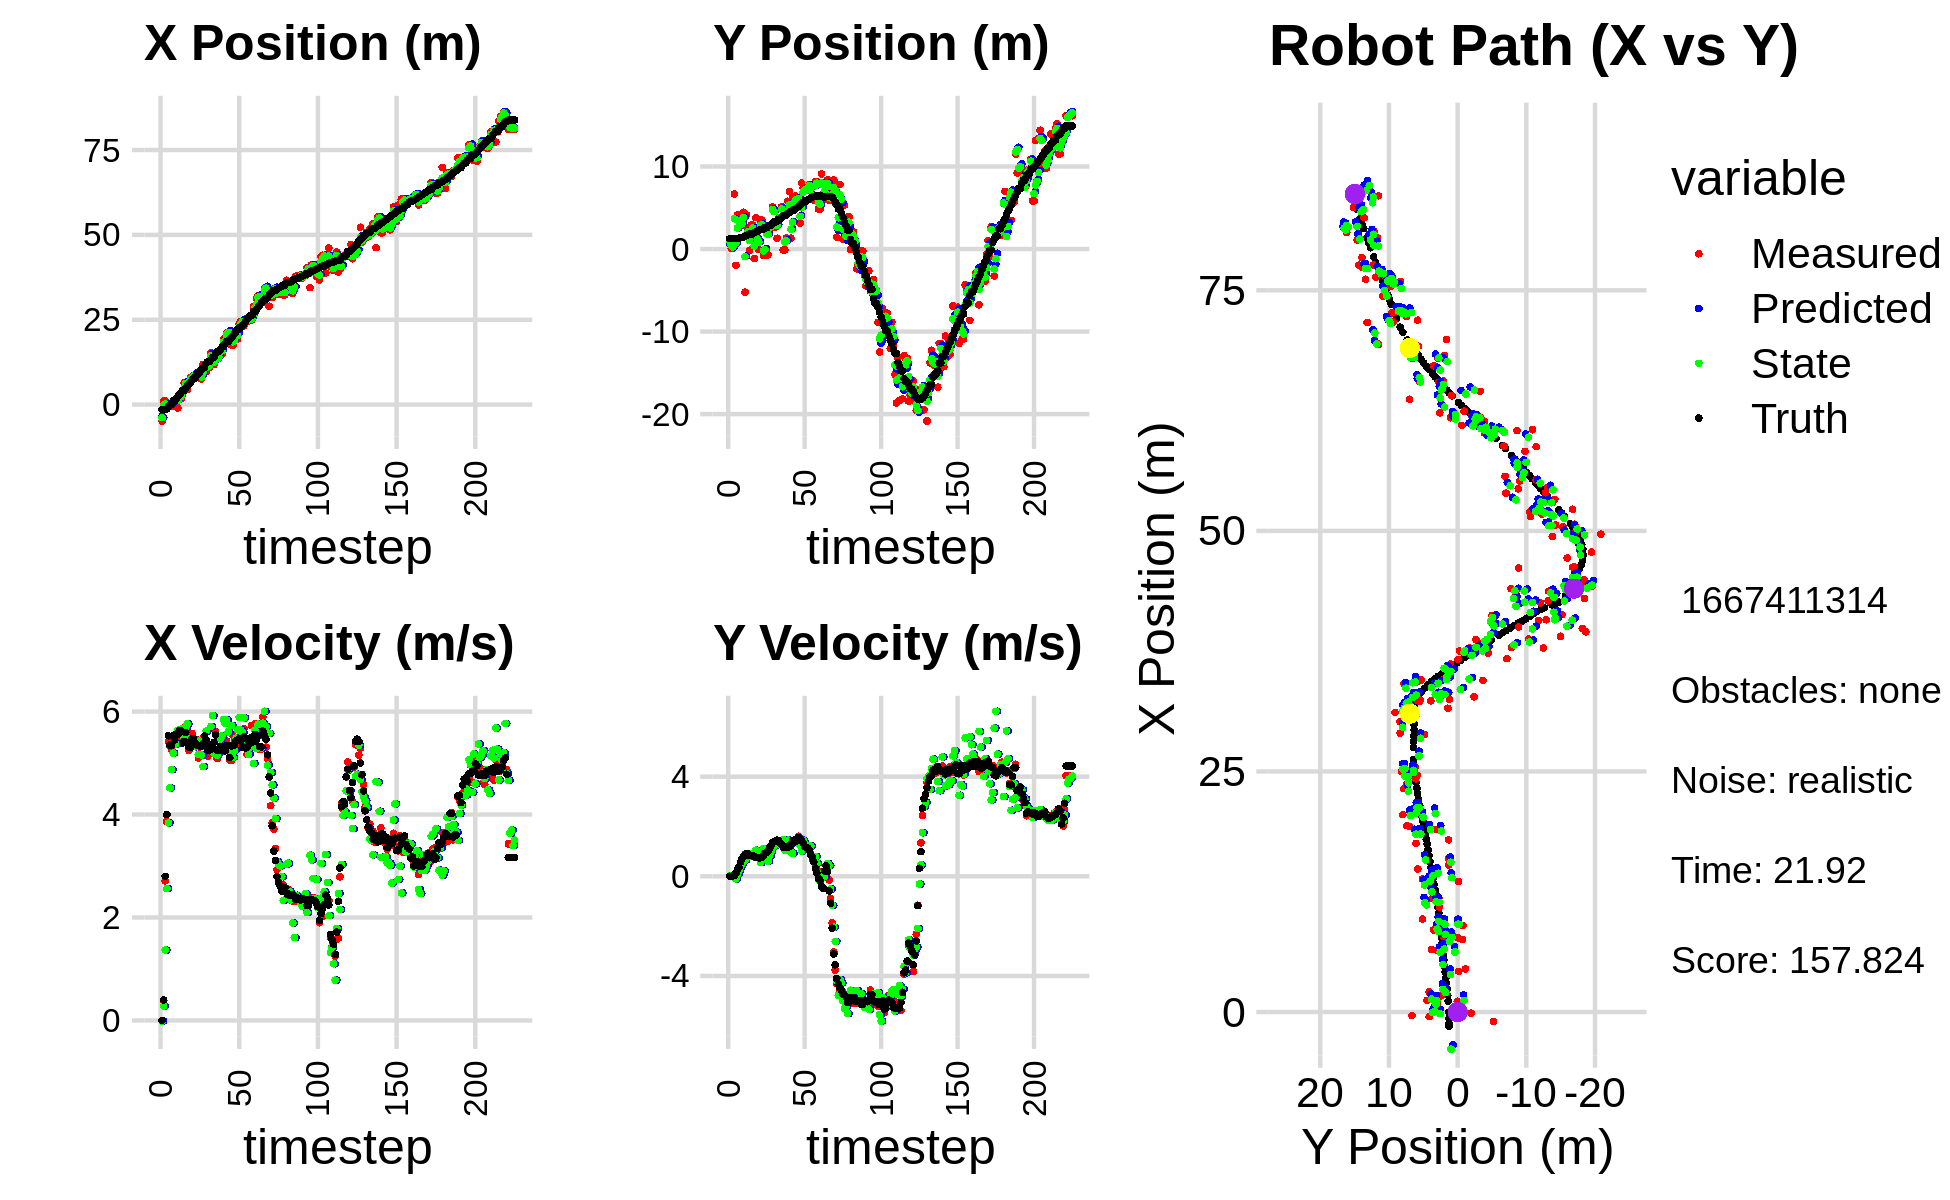 X Position (m)
75
50
25
0
0
50
100
150
200
timestep
Y Position (m)
10
0
-10
-20
0
50
100
150
200
timestep
X Velocity (m/s)
6
4
2
0
0
50
100
150
200
timestep
Y Velocity (m/s)
4
0
-4
0
50
100
150
200
timestep
Robot Path (X vs Y)
X Position (m)
75
50
25
0
20 10 0 -10 -20
Y Position (m)
variable
Measured
Predicted
State
Truth
1667411314
Obstacles: none
Noise: realistic
Time: 21.92
Score: 157.824